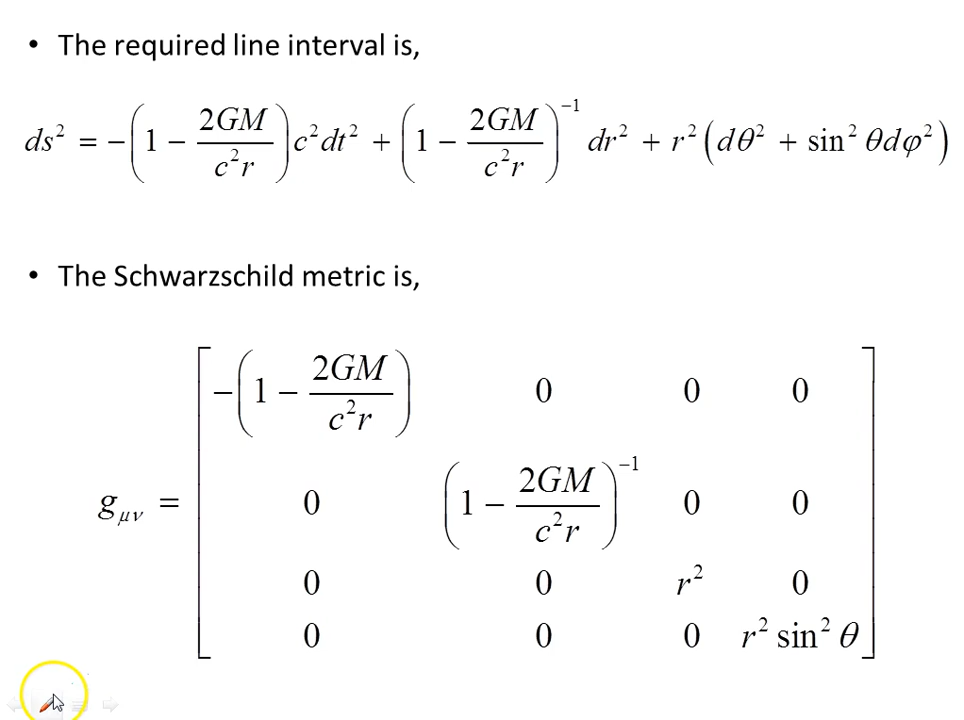 • The required line interval is,
ds² = −(1 − 2GM/c²r)c²dt² + (1 − 2GM/c²r)⁻¹ dr² + r²(dθ² + sin² θdφ²)
• The Schwarzschild metric is,
g_μν = [
−(1 − 2GM/c²r) 0 0 0
0 (1 − 2GM/c²r)⁻¹ 0 0
0 0 r² 0
0 0 0 r² sin² θ ]